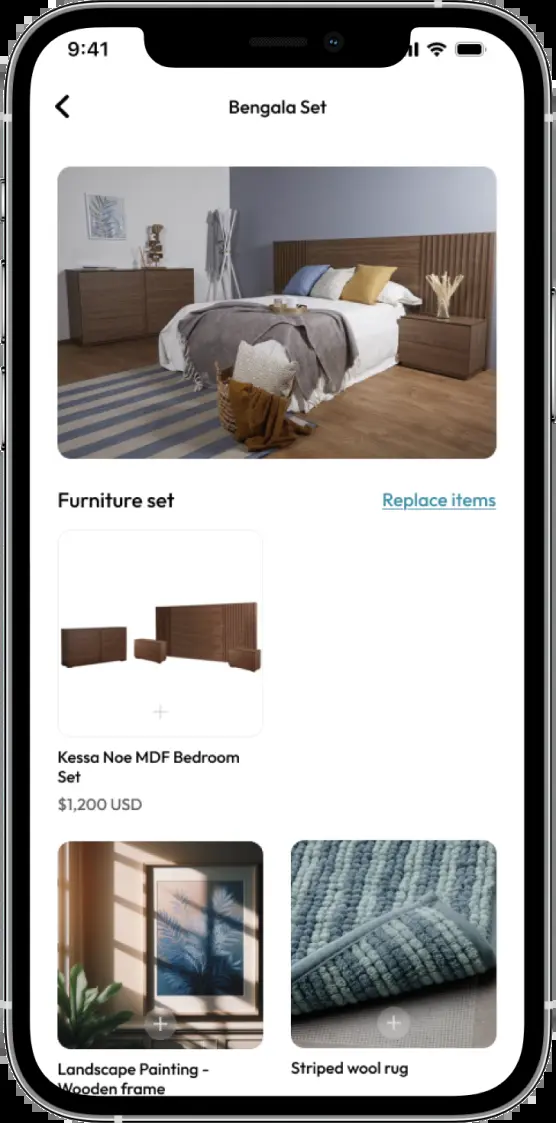 9:41
Bengala Set
Furniture set
Replace items
Kessa Noe MDF Bedroom
Set
$1,200 USD
Landscape Painting -
Wooden frame
Striped wool rug